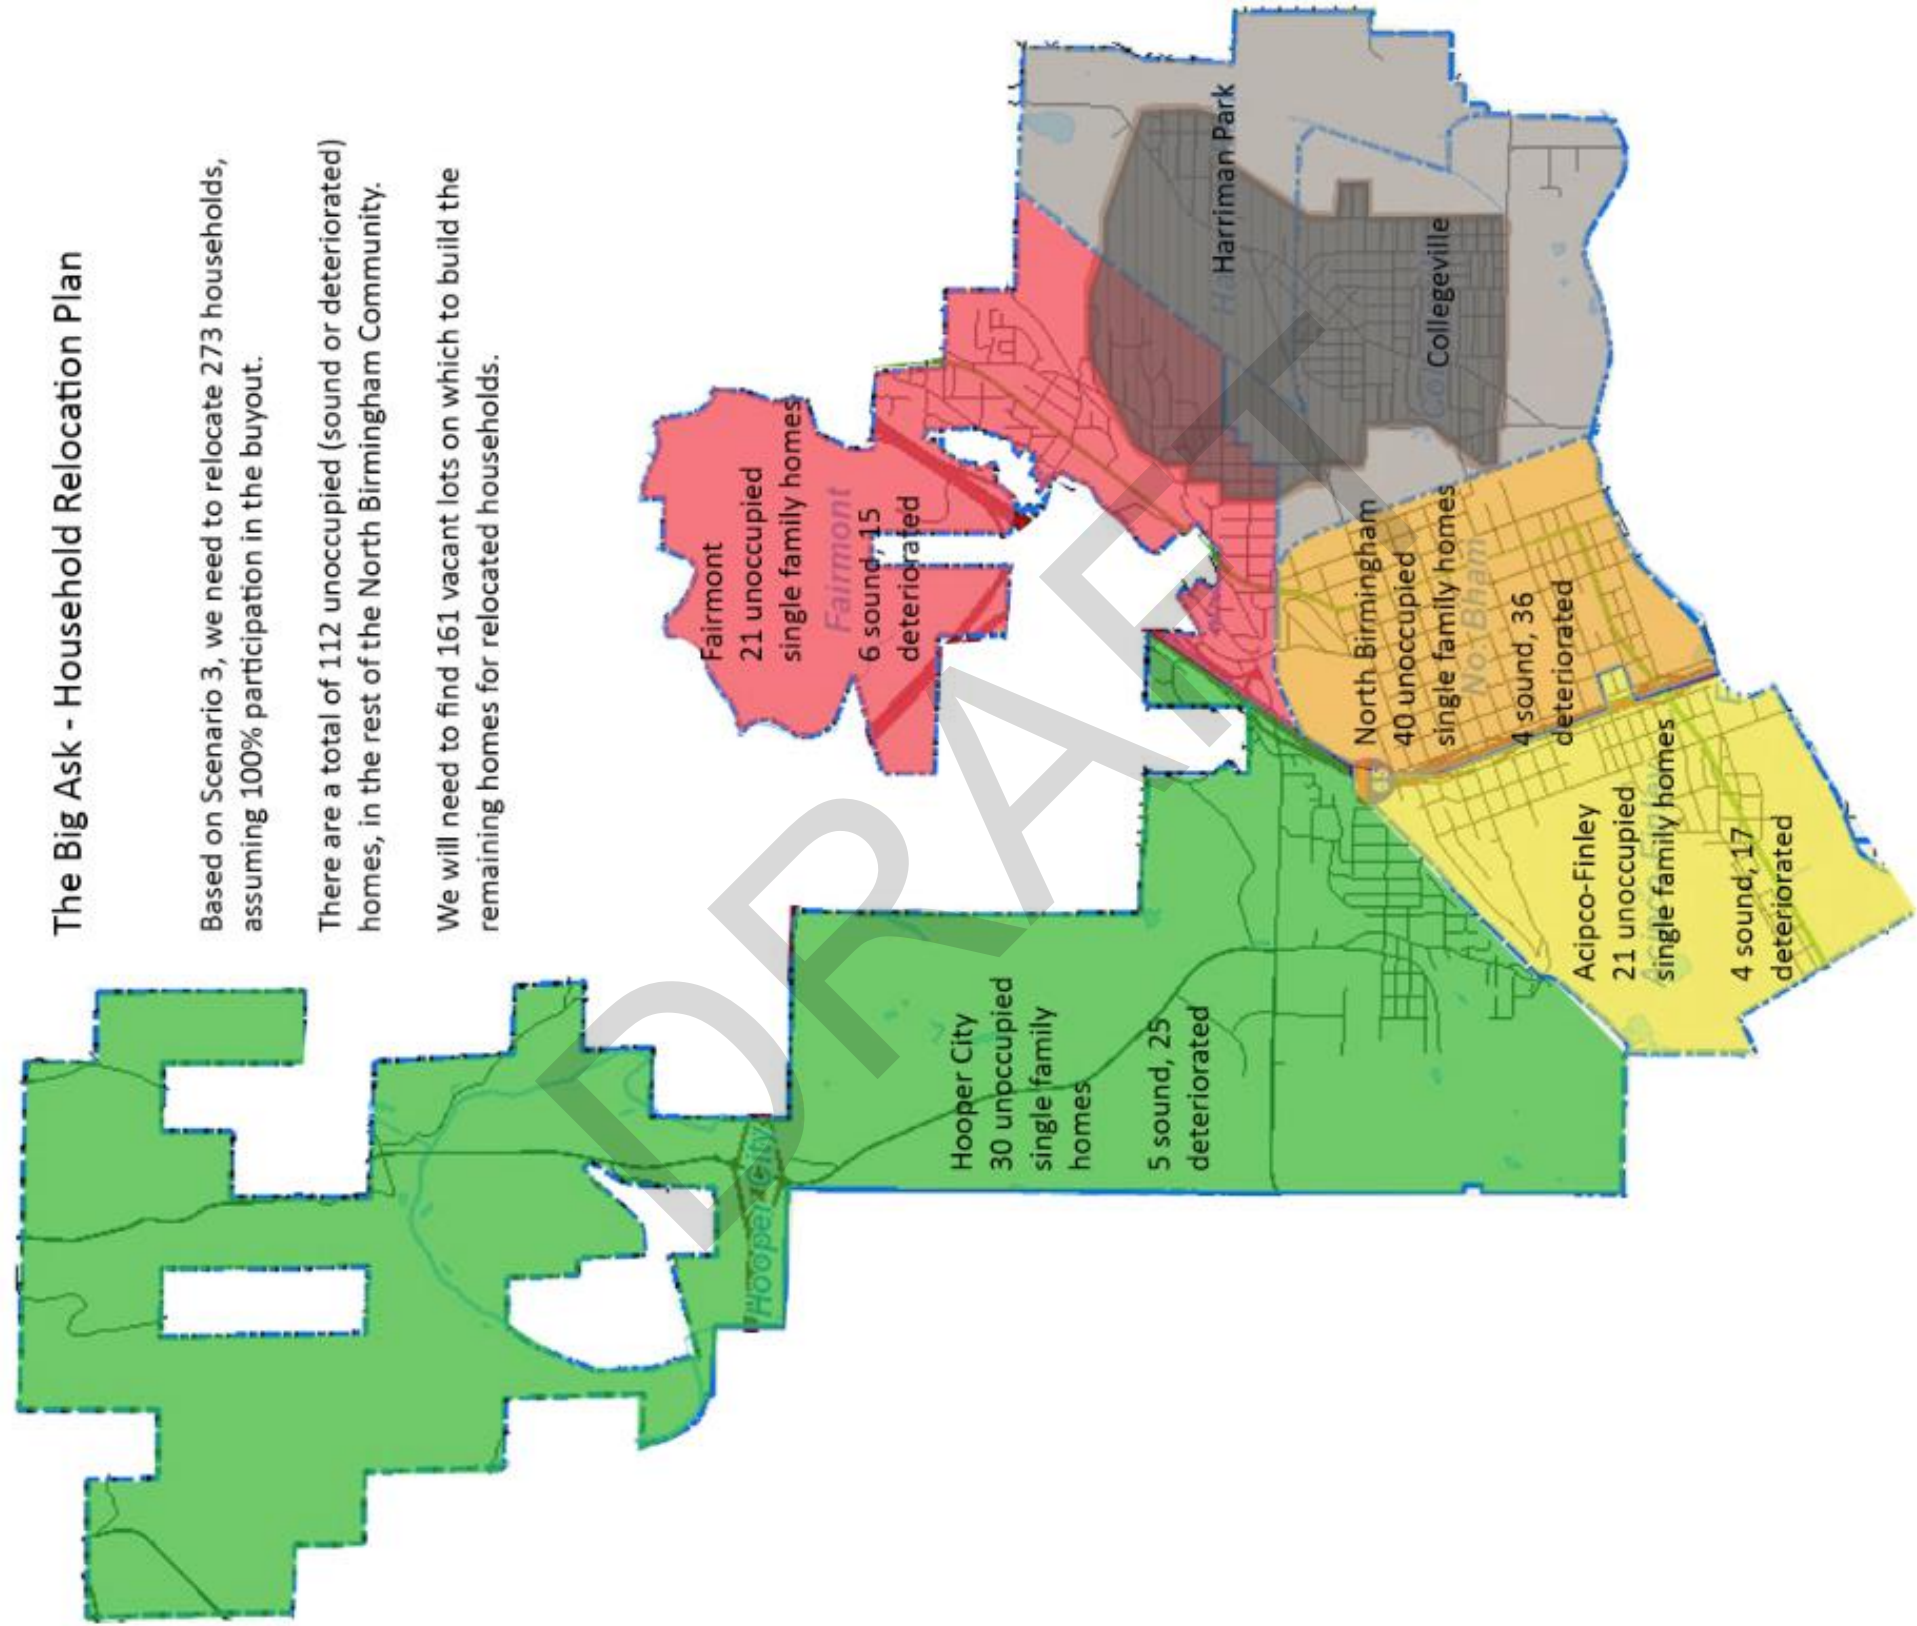 The Big Ask - Household Relocation Plan
Based on Scenario 3, we need to relocate 273 households,
assuming 100% participation in the buyout.
There are a total of 112 unoccupied (sound or deteriorated)
homes, in the rest of the North Birmingham Community.
We will need to find 161 vacant lots on which to build the
remaining homes for relocated households.
Fairmont
21 unoccupied
single family homes
Fairmont
6 sound, 15
deteriorated
Harriman Park
Collegeville
North Birmingham
40 unoccupied
single family homes
No. Bham
4 sound, 36
deteriorated
Hooper City
Hooper City
30 unoccupied
single family
homes
5 sound, 25
deteriorated
Acipco-Finley
21 unoccupied
single family homes
4 sound, 17
deteriorated
DRAFT